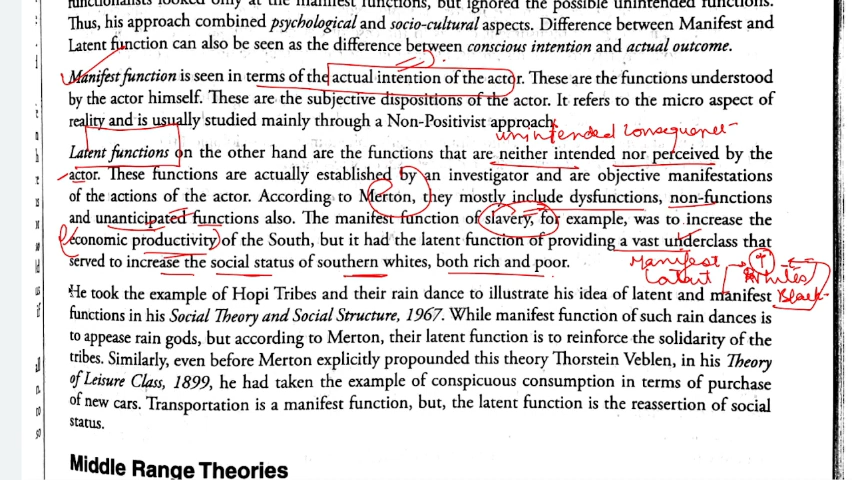 functionalists looked only at the manifest functions, but ignored the possible unintended functions.
Thus, his approach combined psychological and socio-cultural aspects. Difference between Manifest and
Latent function can also be seen as the difference between conscious intention and actual outcome.
Manifest function is seen in terms of the actual intention of the actor. These are the functions understood
by the actor himself. These are the subjective dispositions of the actor. It refers to the micro aspect of
reality and is usually studied mainly through a Non-Positivist approach.
unintended consequence-
Latent functions on the other hand are the functions that are neither intended nor perceived by the
actor. These functions are actually established by an investigator and are objective manifestations
of the actions of the actor. According to Merton, they mostly include dysfunctions, non-functions
and unanticipated functions also. The manifest function of slavery, for example, was to increase the
economic productivity of the South, but it had the latent function of providing a vast underclass that
served to increase the social status of southern whites, both rich and poor.
Manifest
Latent
Whites
Black-
He took the example of Hopi Tribes and their rain dance to illustrate his idea of latent and manifest
functions in his Social Theory and Social Structure, 1967. While manifest function of such rain dances is
to appease rain gods, but according to Merton, their latent function is to reinforce the solidarity of the
tribes. Similarly, even before Merton explicitly propounded this theory Thorstein Veblen, in his Theory
of Leisure Class, 1899, he had taken the example of conspicuous consumption in terms of purchase
of new cars. Transportation is a manifest function, but, the latent function is the reassertion of social
status.
Middle Range Theories